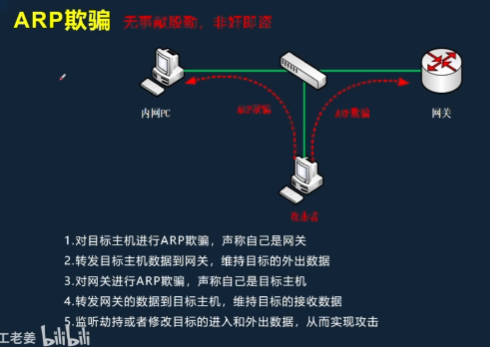 ARP欺骗 无事献殷勤，非奸即盗
内网PC
网关
ARP欺骗
ARP欺骗
攻击者
1.对目标主机进行ARP欺骗，声称自己是网关
2.转发目标主机数据到网关，维持目标的外出数据
3.对网关进行ARP欺骗，声称自己是目标主机
4.转发网关的数据到目标主机，维持目标的接收数据
5.监听劫持或者修改目标的进入和外出数据，从而实现攻击
工老姜 bilibili